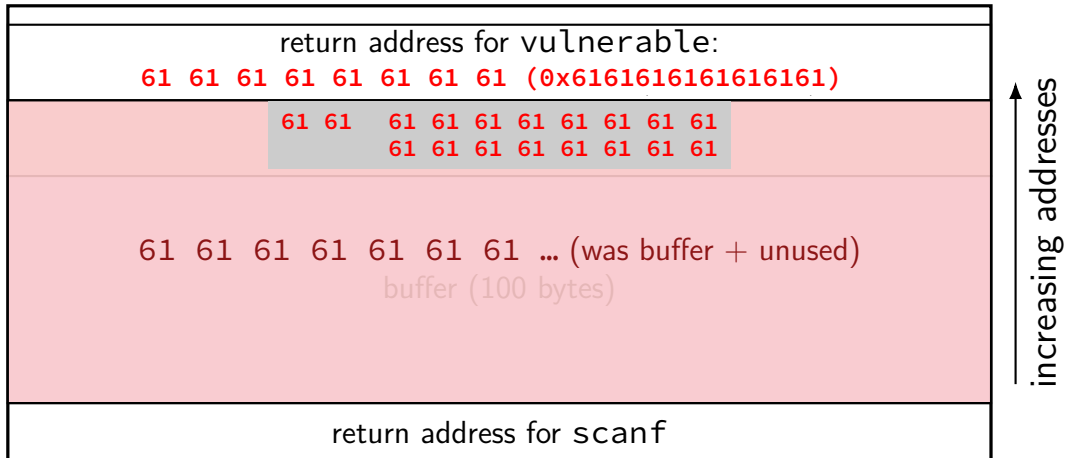 return address for vulnerable:
61 61 61 61 61 61 61 61 (0x6161616161616161)
61 61 61 61 61 61 61 61 61 61
61 61 61 61 61 61 61 61
61 61 61 61 61 61 61 … (was buffer + unused)
buffer (100 bytes)
return address for scanf
increasing addresses